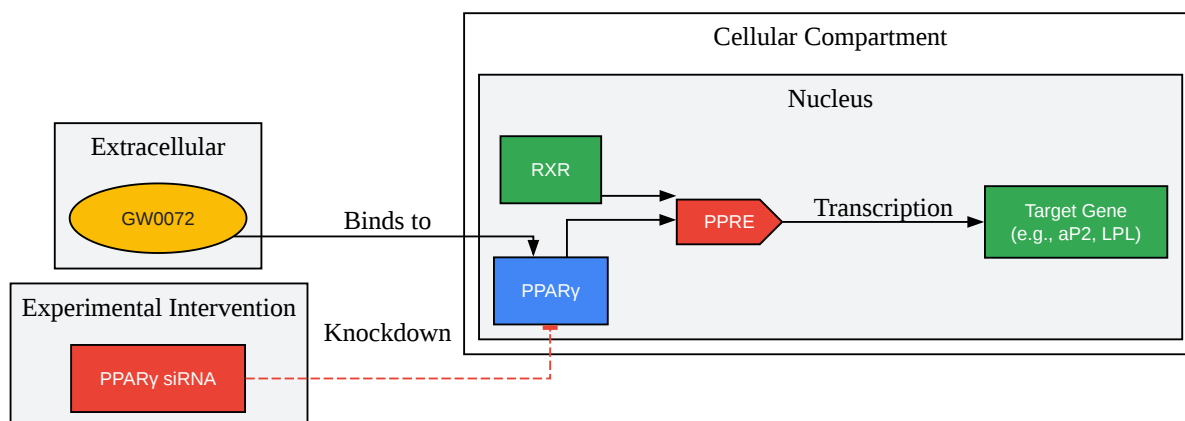 Cellular Compartment
Nucleus
Extracellular
RXR
GW0072
Binds to
PPRE
Transcription
Target Gene
(e.g., aP2, LPL)
PPARγ
Experimental Intervention
Knockdown
PPARγ siRNA